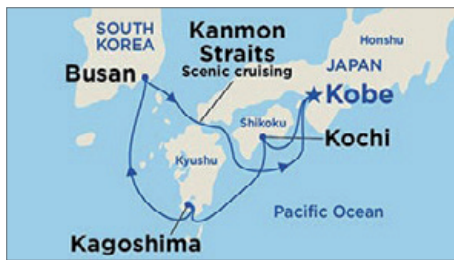 SOUTH
KOREA
Busan
Kanmon
Straits
Scenic cruising
Honshu
JAPAN
Kobe
Shikoku
Kochi
Kyushu
Kagoshima
Pacific Ocean